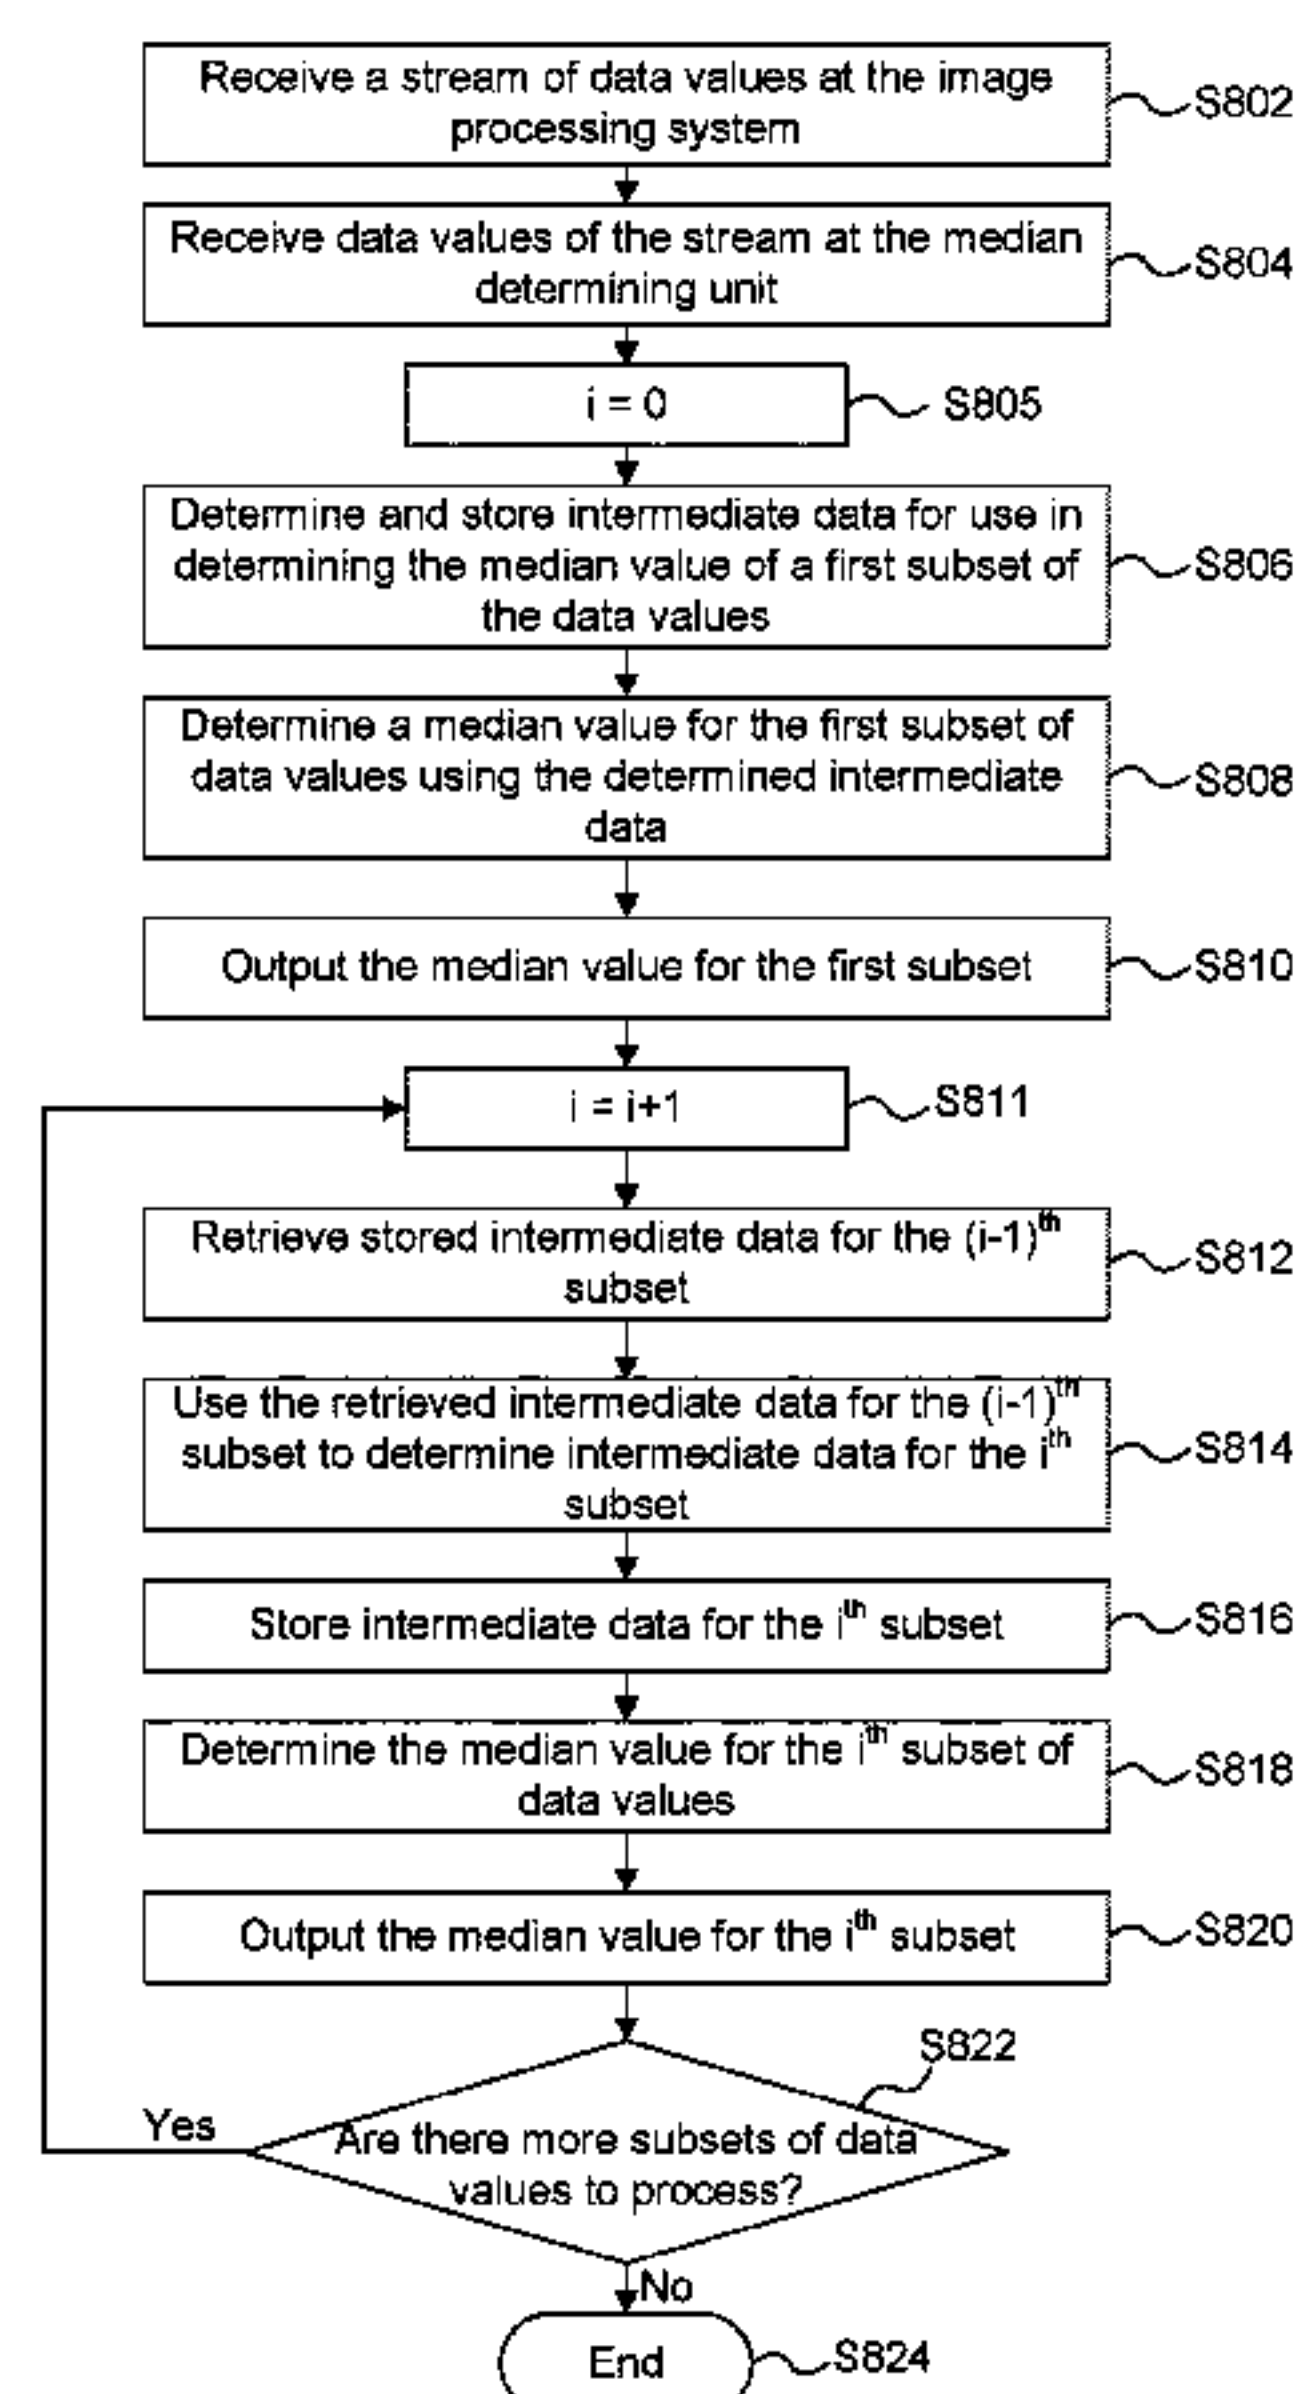 Receive a stream of data values at the image
processing system
S802
Receive data values of the stream at the median
determining unit
S804
i = 0
S805
Determine and store intermediate data for use in
determining the median value of a first subset of
the data values
S806
Determine a median value for the first subset of
data values using the determined intermediate
data
S808
Output the median value for the first subset
S810
i = i+1
S811
Retrieve stored intermediate data for the (i-1)th
subset
S812
Use the retrieved intermediate data for the (i-1)th
subset to determine intermediate data for the ith
subset
S814
Store intermediate data for the ith subset
S816
Determine the median value for the ith subset of
data values
S818
Output the median value for the ith subset
S820
S822
Yes
Are there more subsets of data
values to process?
No
End
S824